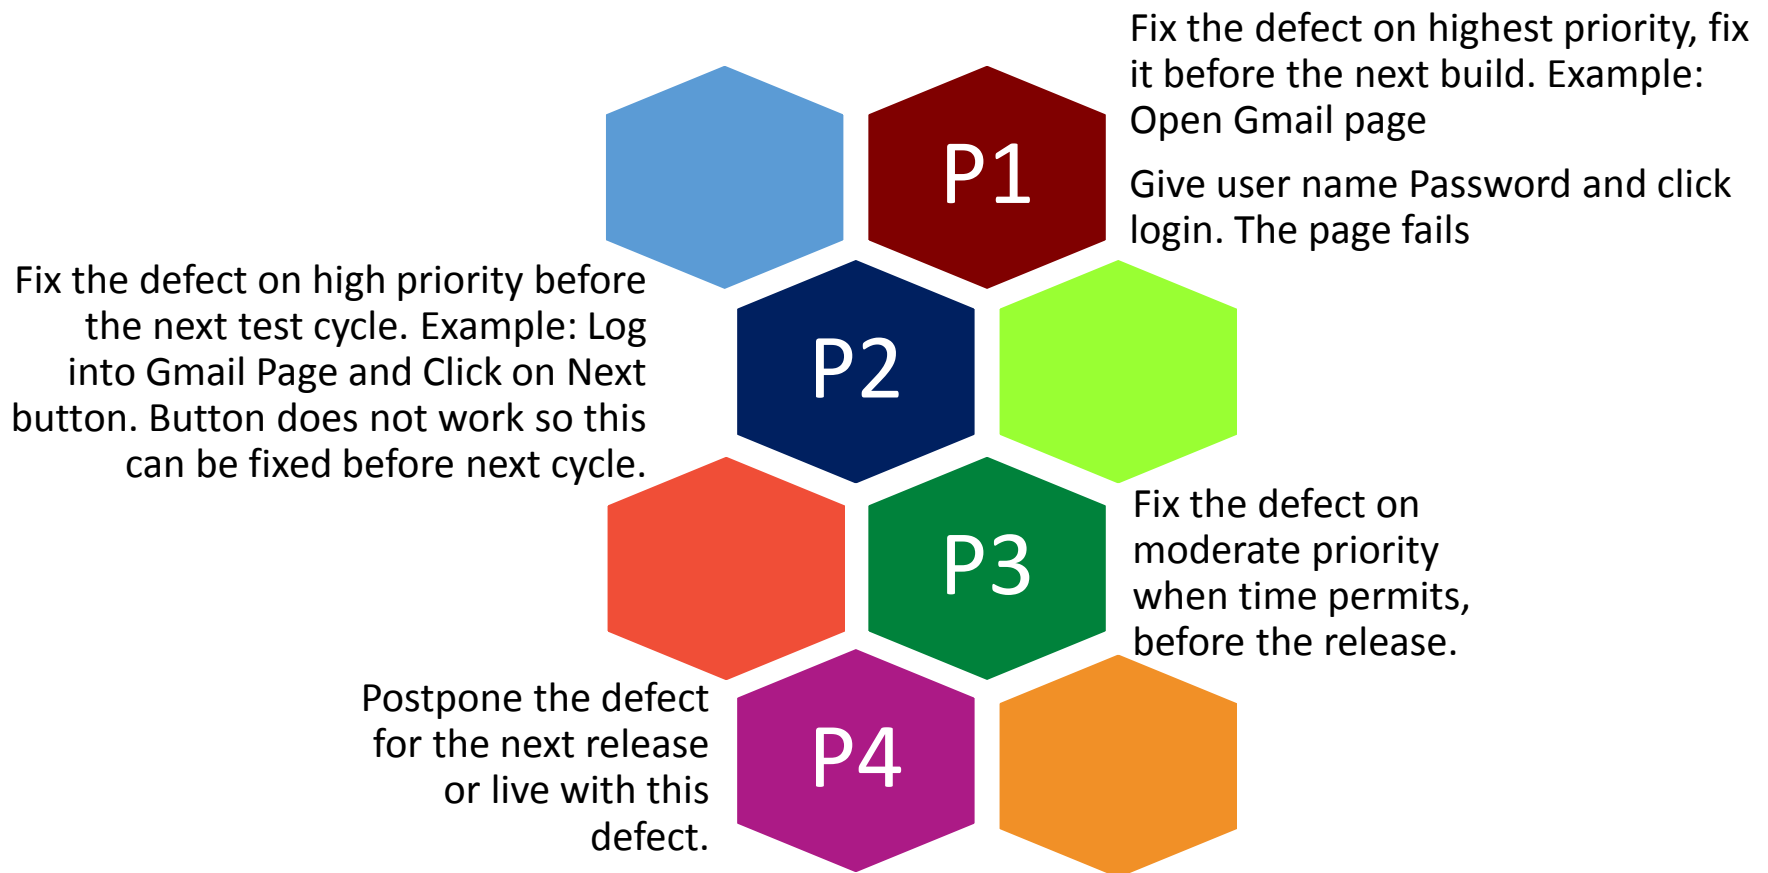 Fix the defect on highest priority, fix
it before the next build. Example:
Open Gmail page
Give user name Password and click
login. The page fails
P1
Fix the defect on high priority before
the next test cycle. Example: Log
into Gmail Page and Click on Next
button. Button does not work so this
can be fixed before next cycle.
P2
P3
Fix the defect on
moderate priority
when time permits,
before the release.
Postpone the defect
for the next release
or live with this
defect.
P4